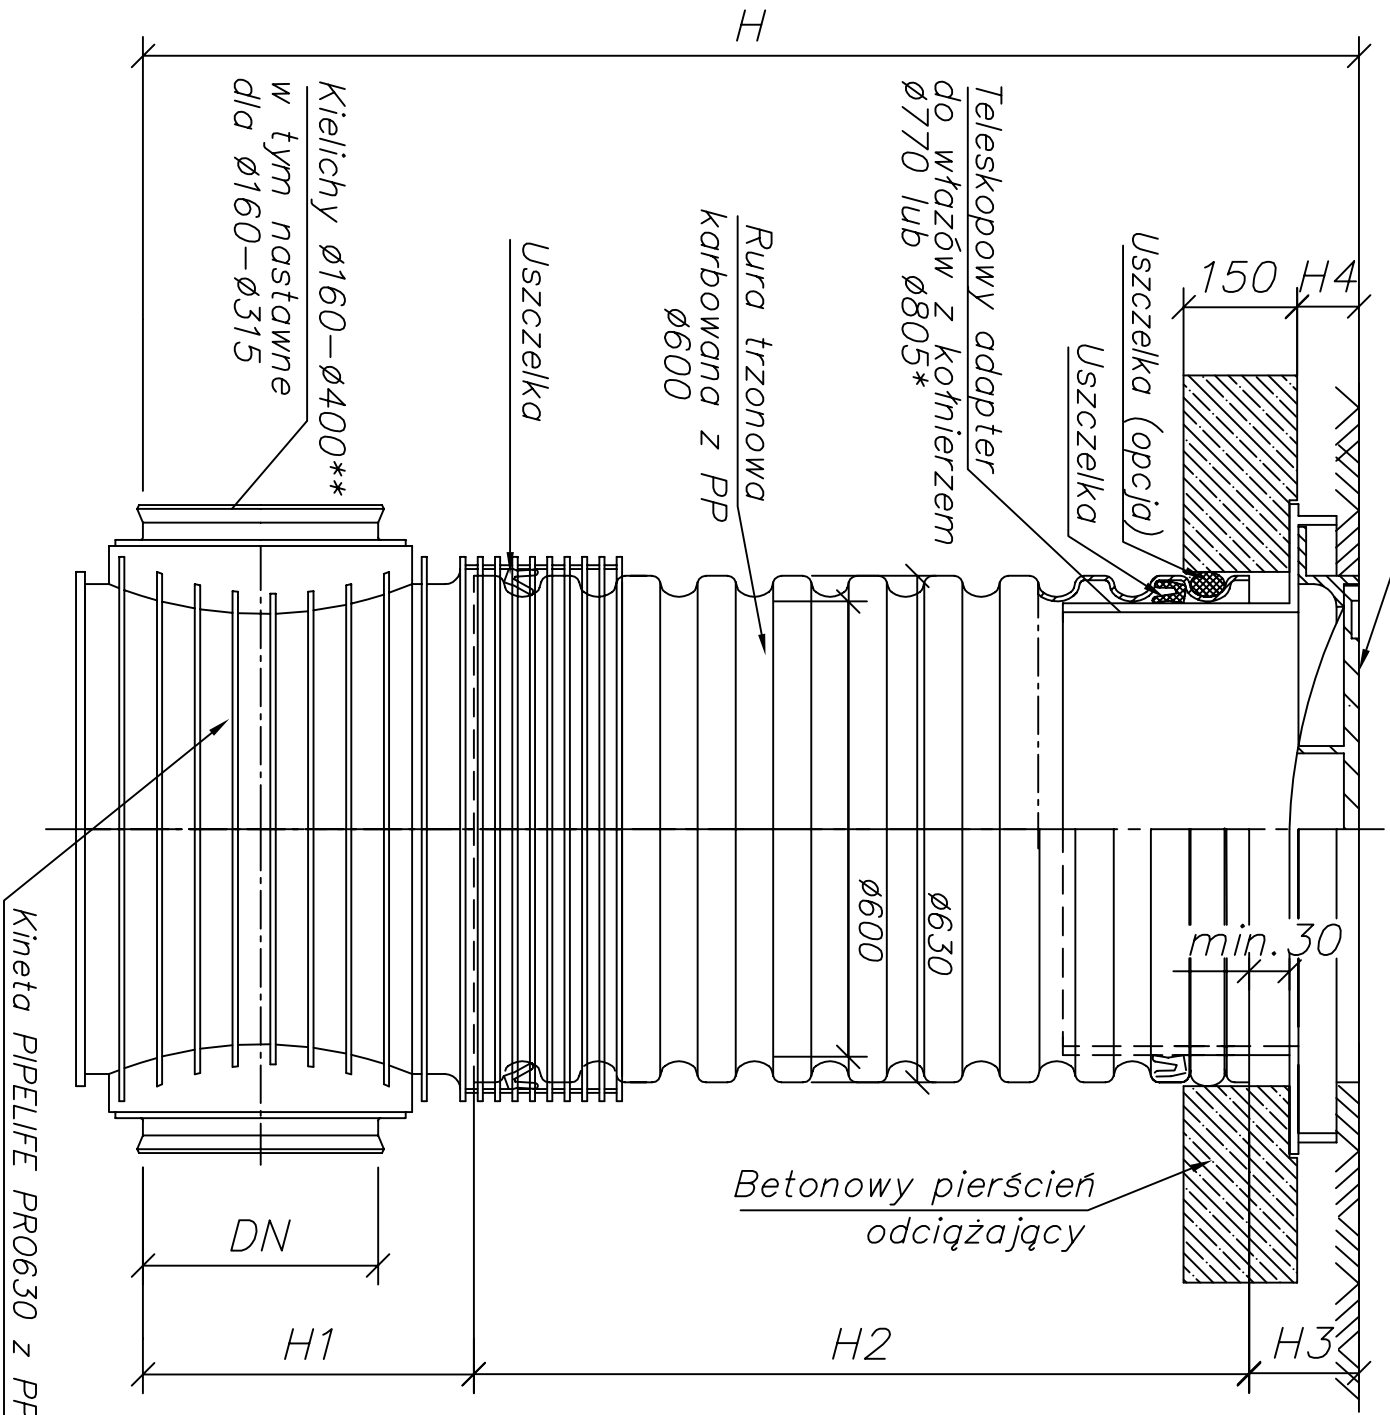 H
Kielichy ø160-ø400**
w tym nastawne
dla ø160-ø315
Uszczelka
Rura trzonowa
karbowana z PP
ø600
Teleskopowy adapter
do włazów z kołnierzem
ø770 lub ø805*
Uszczelka (opcja)
Uszczelka
150
H4
ø600
ø630
min.30
Betonowy pierścień
odciążający
DN
H1
H2
H3
Kineta PIPELIFE PRO630 z PP